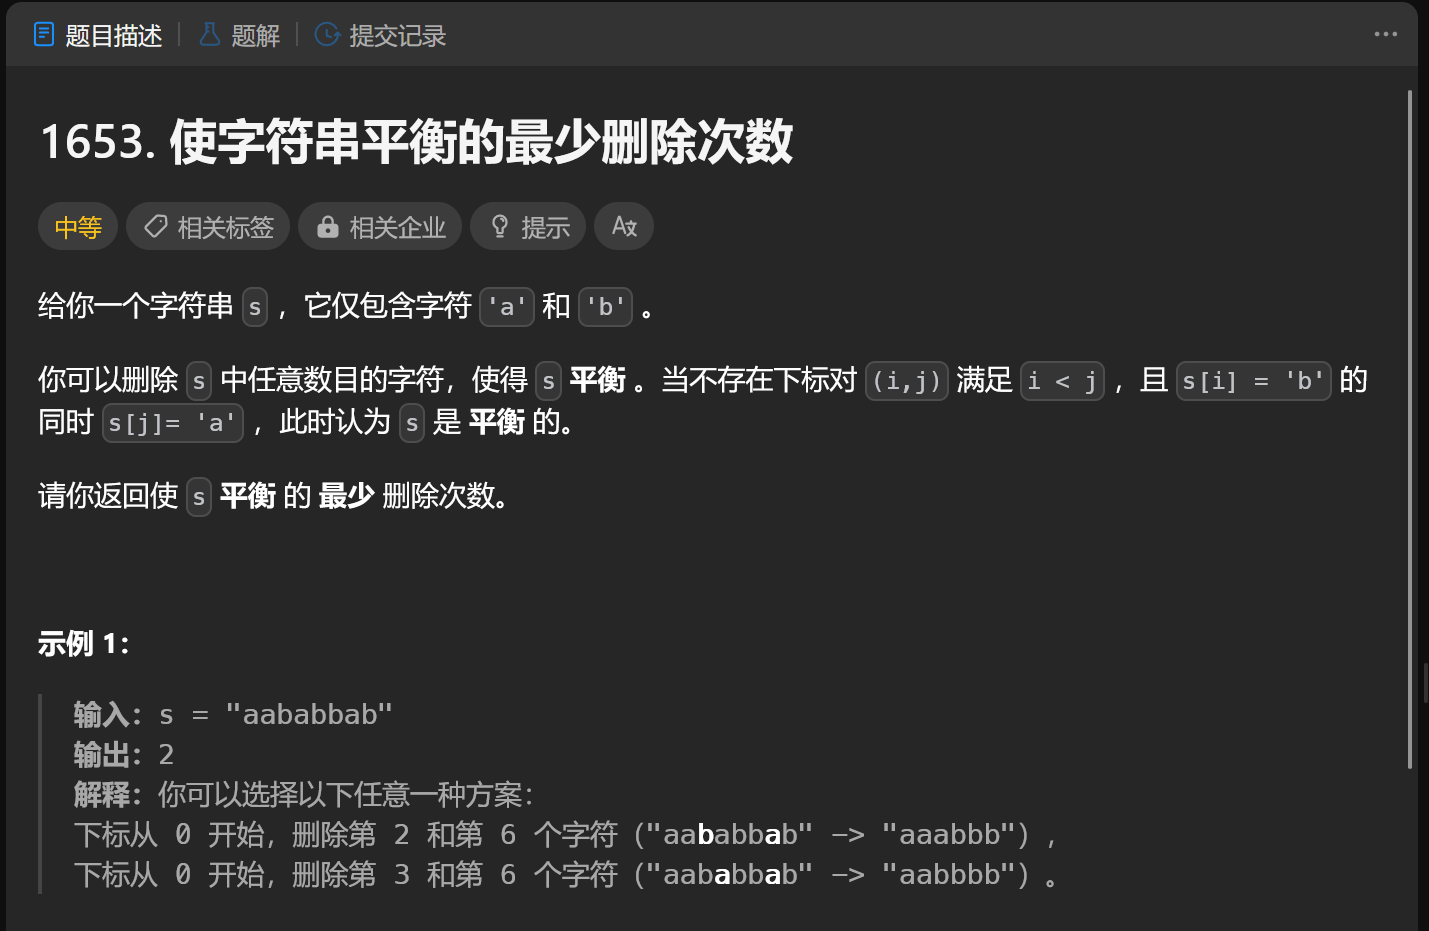 题目描述 题解 提交记录
1653. 使字符串平衡的最少删除次数
中等 相关标签 相关企业 提示
给你一个字符串 s ，它仅包含字符 'a' 和 'b' 。
你可以删除 s 中任意数目的字符，使得 s 平衡 。当不存在下标对 (i,j) 满足 i < j ，且 s[i] = 'b' 的
同时 s[j]= 'a' ，此时认为 s 是 平衡 的。
请你返回使 s 平衡 的 最少 删除次数。
示例 1：
输入：s = "aababbab"
输出：2
解释：你可以选择以下任意一种方案：
下标从 0 开始，删除第 2 和第 6 个字符（"aababbab" -> "aaabbb"），
下标从 0 开始，删除第 3 和第 6 个字符（"aababbab" -> "aabbbb"）。